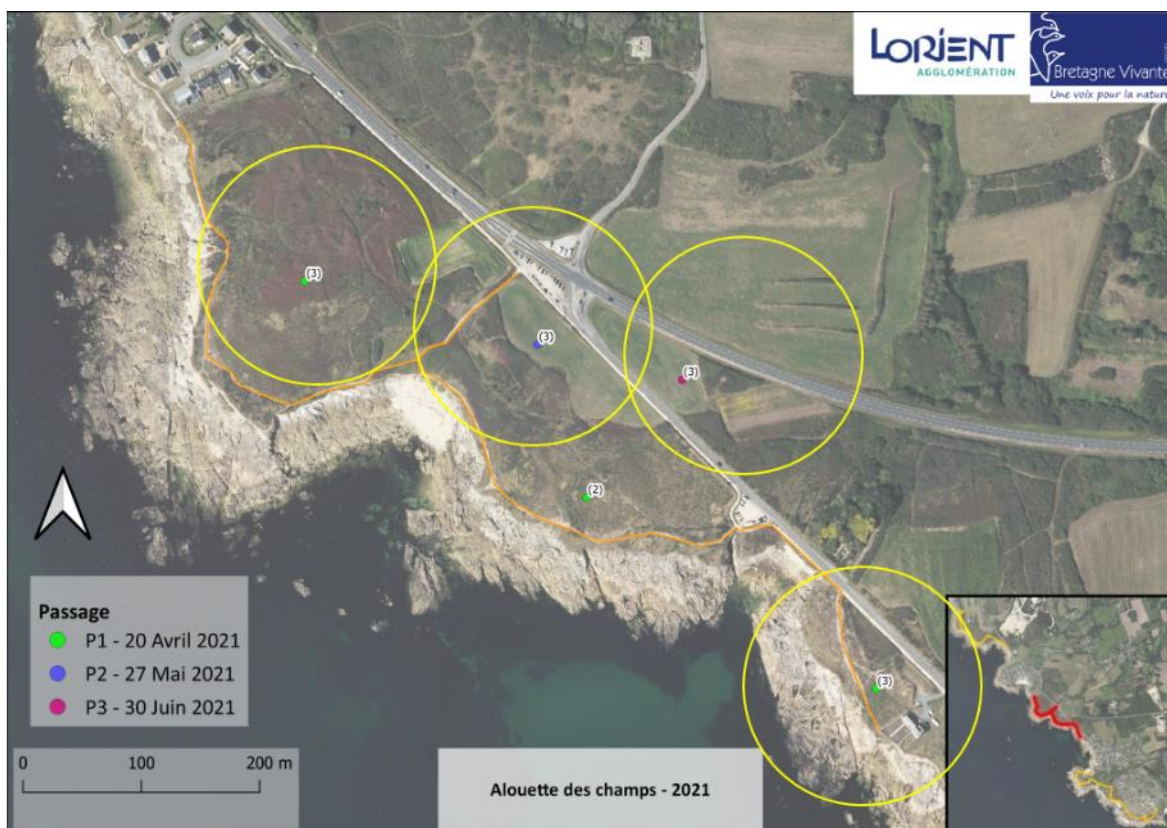 LORIENT
AGGLOMÉRATION
Bretagne Vivante
Une voix pour la nature
(3)
(3)
(3)
(2)
(3)
Passage
P1 - 20 Avril 2021
P2 - 27 Mai 2021
P3 - 30 Juin 2021
0 100 200 m
Alouette des champs - 2021